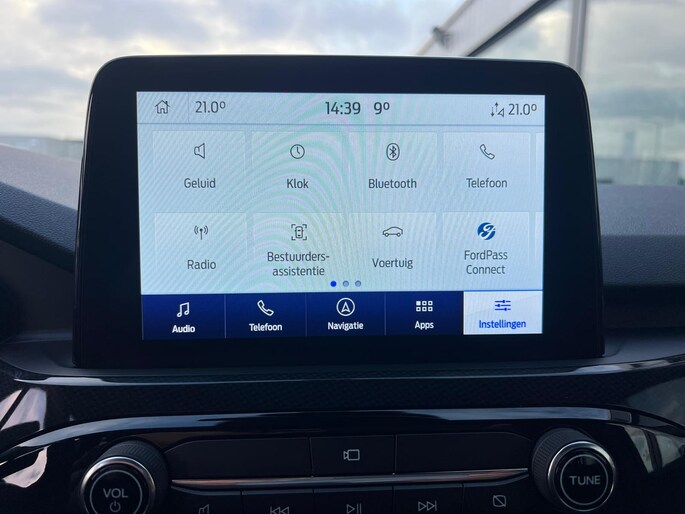 21.0° 14:39 9° 21.0°
Geluid Klok Bluetooth Telefoon
Radio
Bestuurders-
assistentie
Voertuig
FordPass
Connect
Audio Telefoon Navigatie Apps Instellingen
VOL TUNE